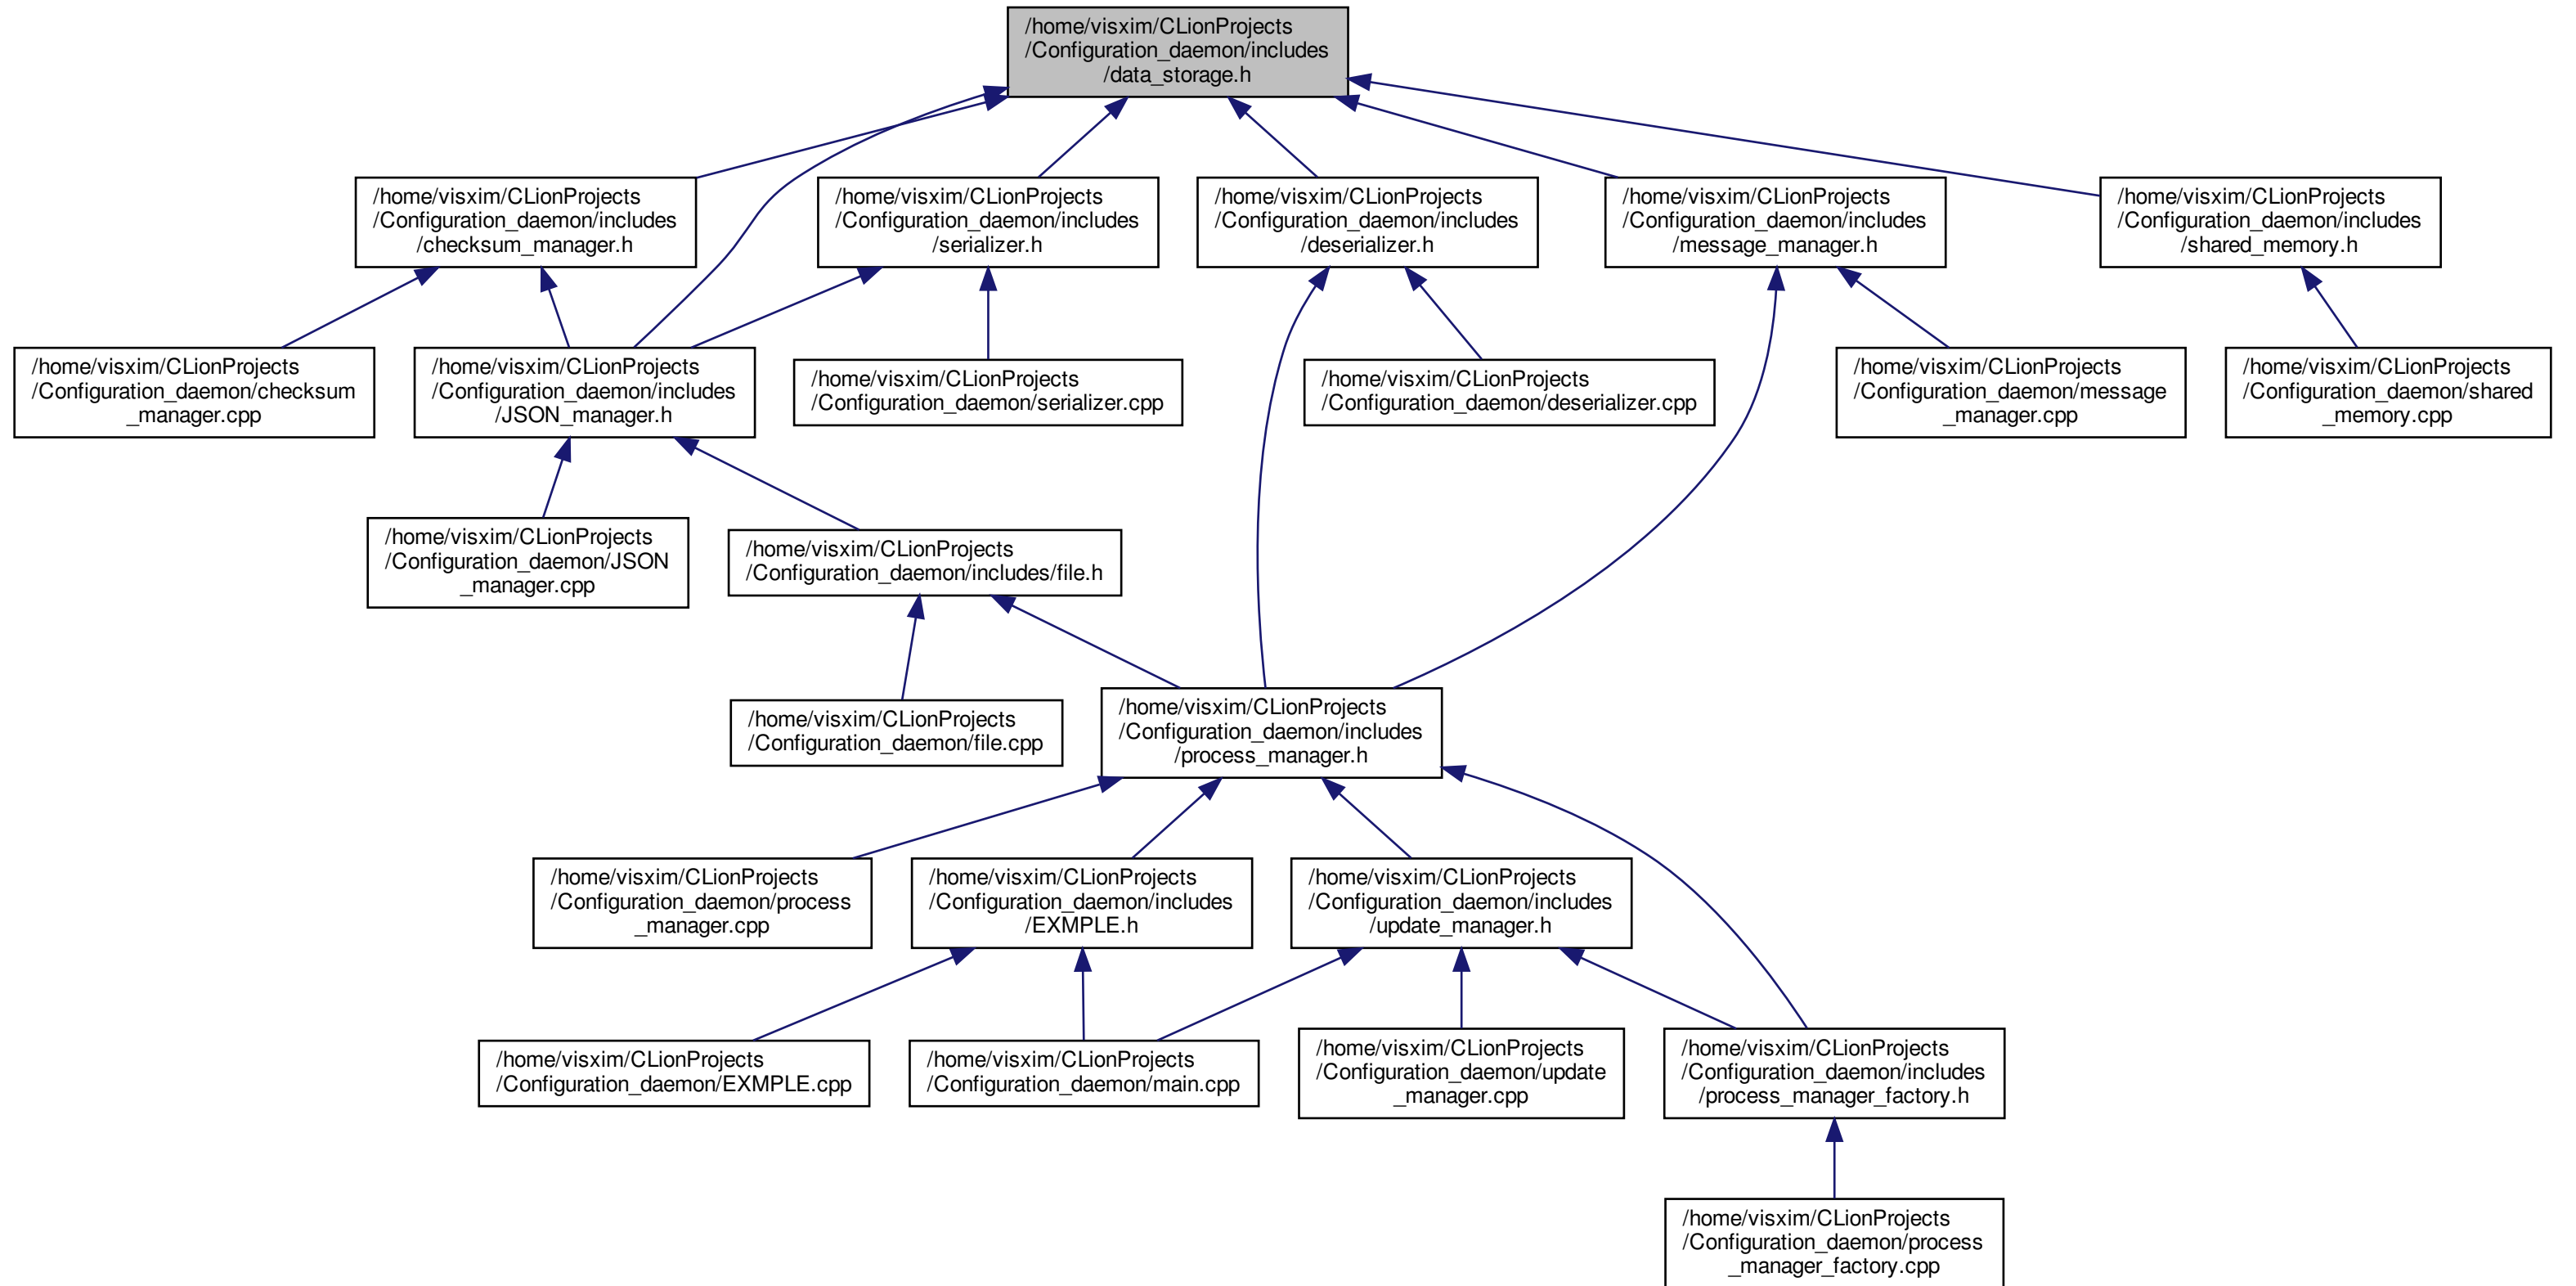 /home/visxim/CLionProjects
/Configuration_daemon/includes
/data_storage.h
/home/visxim/CLionProjects
/Configuration_daemon/includes
/checksum_manager.h
/home/visxim/CLionProjects
/Configuration_daemon/includes
/serializer.h
/home/visxim/CLionProjects
/Configuration_daemon/includes
/deserializer.h
/home/visxim/CLionProjects
/Configuration_daemon/includes
/message_manager.h
/home/visxim/CLionProjects
/Configuration_daemon/includes
/shared_memory.h
/home/visxim/CLionProjects
/Configuration_daemon/checksum
_manager.cpp
/home/visxim/CLionProjects
/Configuration_daemon/includes
/JSON_manager.h
/home/visxim/CLionProjects
/Configuration_daemon/serializer.cpp
/home/visxim/CLionProjects
/Configuration_daemon/deserializer.cpp
/home/visxim/CLionProjects
/Configuration_daemon/message
_manager.cpp
/home/visxim/CLionProjects
/Configuration_daemon/shared
_memory.cpp
/home/visxim/CLionProjects
/Configuration_daemon/JSON
_manager.cpp
/home/visxim/CLionProjects
/Configuration_daemon/includes/file.h
/home/visxim/CLionProjects
/Configuration_daemon/file.cpp
/home/visxim/CLionProjects
/Configuration_daemon/includes
/process_manager.h
/home/visxim/CLionProjects
/Configuration_daemon/process
_manager.cpp
/home/visxim/CLionProjects
/Configuration_daemon/includes
/EXMPLE.h
/home/visxim/CLionProjects
/Configuration_daemon/includes
/update_manager.h
/home/visxim/CLionProjects
/Configuration_daemon/EXMPLE.cpp
/home/visxim/CLionProjects
/Configuration_daemon/main.cpp
/home/visxim/CLionProjects
/Configuration_daemon/update
_manager.cpp
/home/visxim/CLionProjects
/Configuration_daemon/includes
/process_manager_factory.h
/home/visxim/CLionProjects
/Configuration_daemon/process
_manager_factory.cpp